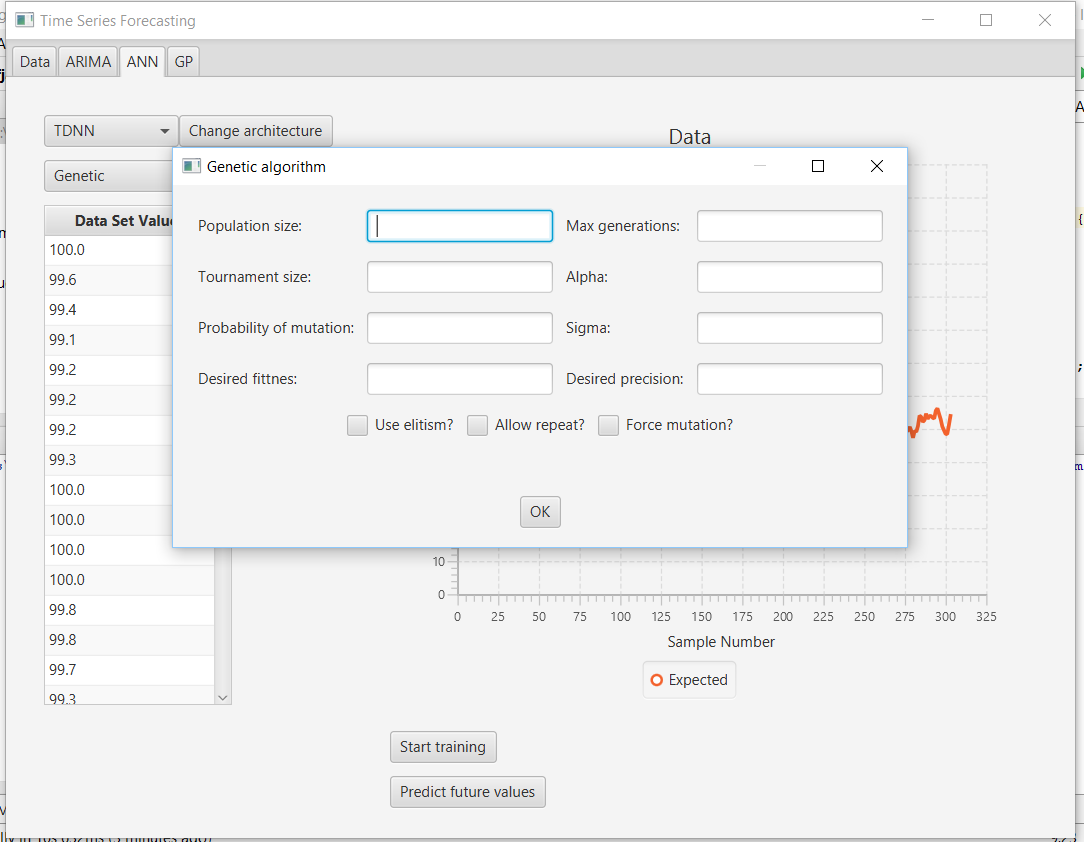 Time Series Forecasting
Data ARIMA ANN GP
TDNN Change architecture
Data
Genetic
Genetic algorithm
Population size: Max generations:
Tournament size: Alpha:
Probability of mutation: Sigma:
Desired fittnes: Desired precision:
Use elitism? Allow repeat? Force mutation?
OK
Data Set
100.0
99.6
99.4
99.1
99.2
99.2
99.2
99.3
100.0
100.0
100.0
100.0
99.8
99.8
99.7
99.3
10
0
0 25 50 75 100 125 150 175 200 225 250 275 300 325
Sample Number
Expected
Start training
Predict future values